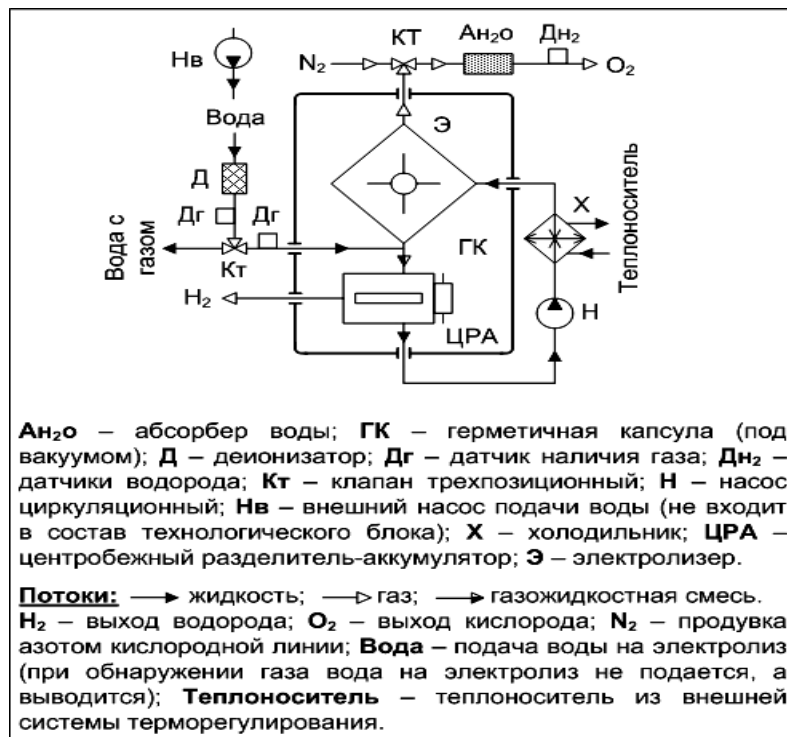 Нв
N₂
КТ
Ан₂о
Дн₂
O₂
Вода
Э
Д
Дг
Дг
Х
Теплоноситель
Вода с
газом
Кт
ГК
H₂
Н
ЦРА
Ан₂о – абсорбер воды; ГК – герметичная капсула (под
вакуумом); Д – деионизатор; Дг – датчик наличия газа; Дн₂ –
датчики водорода; Кт – клапан трехпозиционный; Н – насос
циркуляционный; Нв – внешний насос подачи воды (не входит
в состав технологического блока); Х – холодильник; ЦРА –
центробежный разделитель-аккумулятор; Э – электролизер.
Потоки: жидкость; газ; газожидкостная смесь.
H₂ – выход водорода; O₂ – выход кислорода; N₂ – продувка
азотом кислородной линии; Вода – подача воды на электролиз
(при обнаружении газа вода на электролиз не подается, а
выводится); Теплоноситель – теплоноситель из внешней
системы терморегулирования.